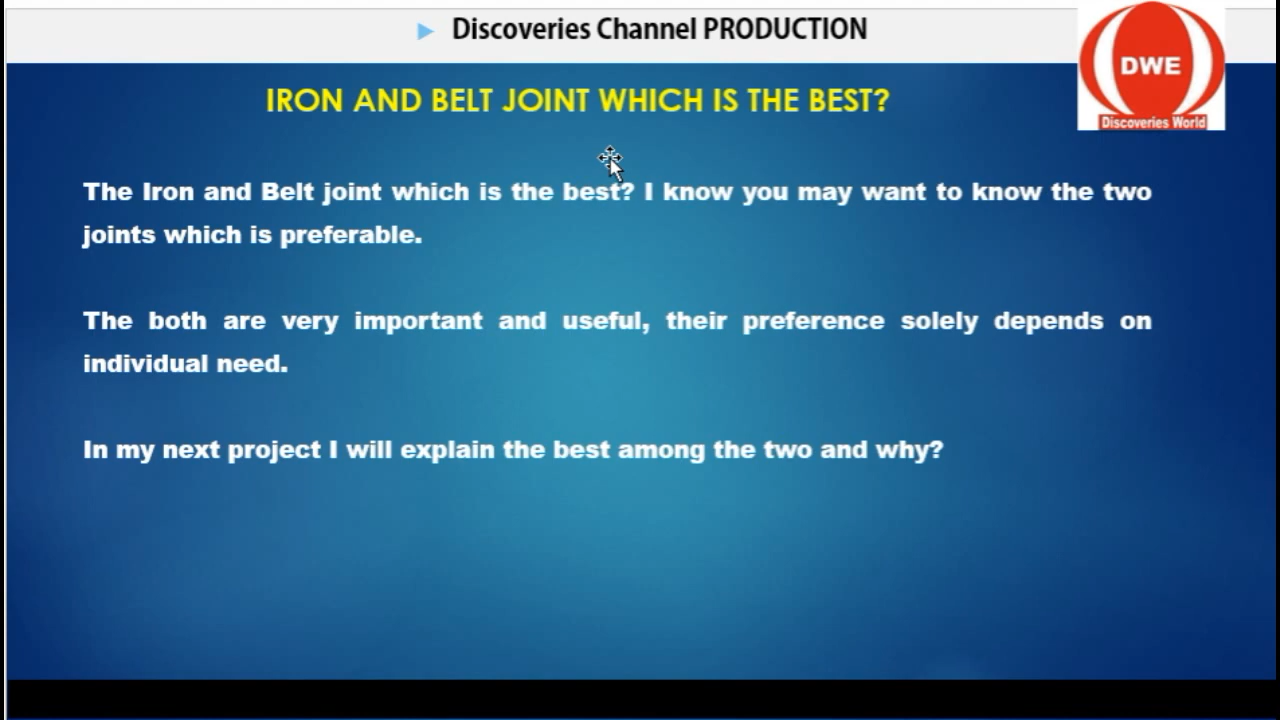 Discoveries Channel PRODUCTION
DWE
Discoveries World
IRON AND BELT JOINT WHICH IS THE BEST?
The Iron and Belt joint which is the best? I know you may want to know the two
joints which is preferable.
The both are very important and useful, their preference solely depends on
individual need.
In my next project I will explain the best among the two and why?